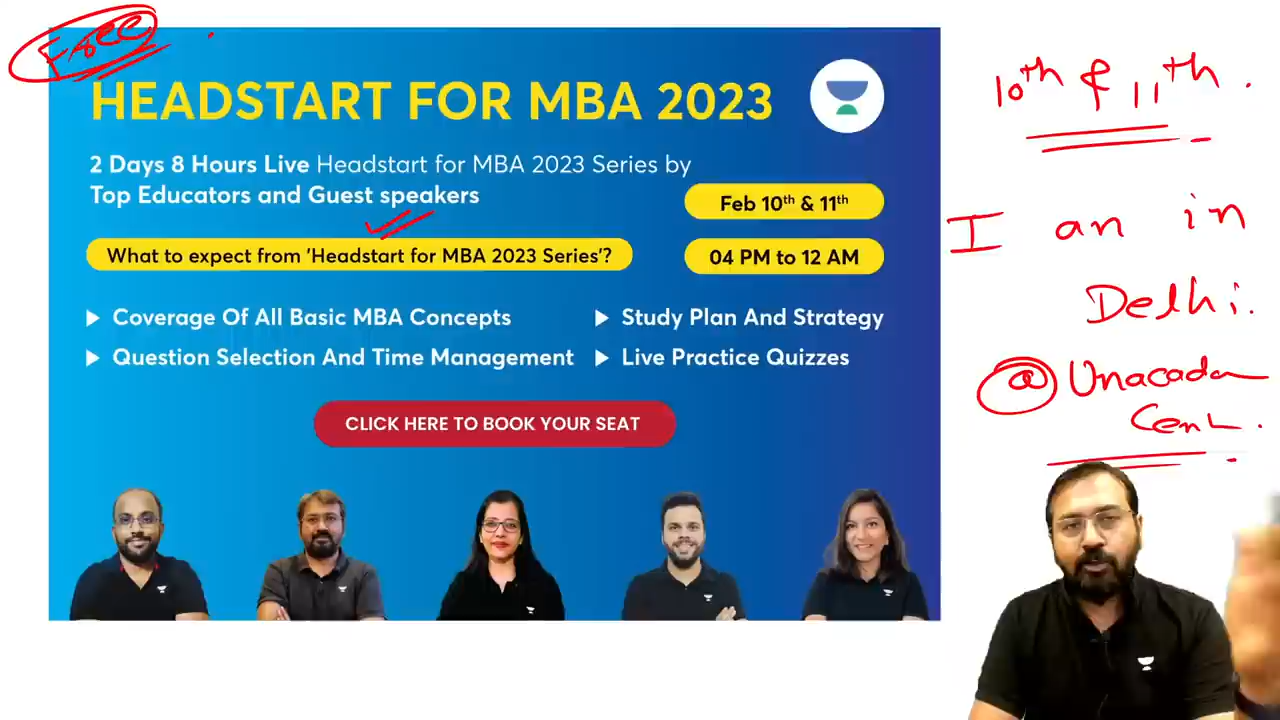 FREE
HEADSTART FOR MBA 2023
2 Days 8 Hours Live Headstart for MBA 2023 Series by
Top Educators and Guest speakers
Feb 10th & 11th
What to expect from 'Headstart for MBA 2023 Series'?
04 PM to 12 AM
Coverage Of All Basic MBA Concepts
Study Plan And Strategy
Question Selection And Time Management
Live Practice Quizzes
CLICK HERE TO BOOK YOUR SEAT
10th & 11th.
I am in
Delhi.
@